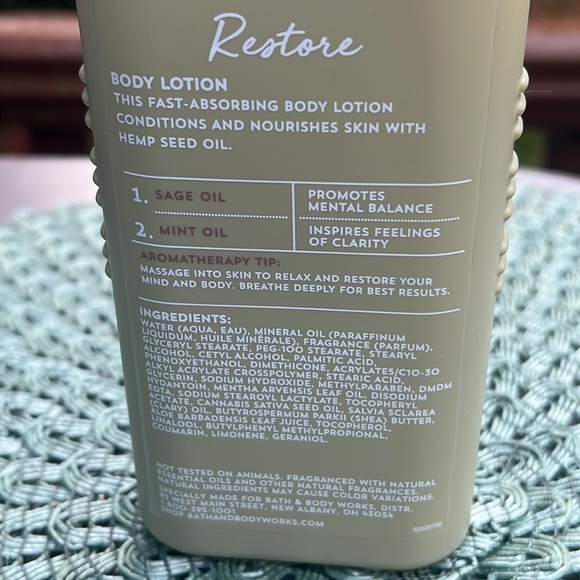 Restore
BODY LOTION
THIS FAST-ABSORBING BODY LOTION
CONDITIONS AND NOURISHES SKIN WITH
HEMP SEED OIL.
1. SAGE OIL PROMOTES
MENTAL BALANCE
2. MINT OIL INSPIRES FEELINGS
OF CLARITY
AROMATHERAPY TIP:
MASSAGE INTO SKIN TO RELAX AND RESTORE YOUR
MIND AND BODY. BREATHE DEEPLY FOR BEST RESULTS.
INGREDIENTS:
WATER (AQUA, EAU), MINERAL OIL (PARAFFINUM
LIQUIDUM, HUILE MINÉRALE), FRAGRANCE (PARFUM),
GLYCERYL STEARATE, PEG-100 STEARATE, STEARYL
ALCOHOL, CETYL ALCOHOL, PALMITIC ACID,
PHENOXYETHANOL, DIMETHICONE, ACRYLATES/C10-30
ALKYL ACRYLATE CROSSPOLYMER, STEARIC ACID,
GLYCERIN, SODIUM HYDROXIDE, METHYLPARABEN, DMDM
HYDANTOIN, MENTHA ARVENSIS LEAF OIL, DISODIUM
EDTA, SODIUM STEAROYL LACTYLATE, TOCOPHERYL
ACETATE, CANNABIS SATIVA SEED OIL, SALVIA SCLAREA
(CLARY) OIL, BUTYROSPERMUM PARKII (SHEA) BUTTER,
ALOE BARBADENSIS LEAF JUICE, TOCOPHEROL,
LINALOOL, BUTYLPHENYL METHYLPROPIONAL,
COUMARIN, LIMONENE, GERANIOL.
NOT TESTED ON ANIMALS. FRAGRANCED WITH NATURAL
ESSENTIAL OILS AND OTHER NATURAL FRAGRANCES.
NATURAL INGREDIENTS MAY CAUSE COLOR VARIATIONS.
SPECIALLY MADE FOR BATH & BODY WORKS, DISTR.
95 WEST MAIN STREET, NEW ALBANY, OH 43054
1-800-395-1001
SHOP BATHANDBODYWORKS.COM